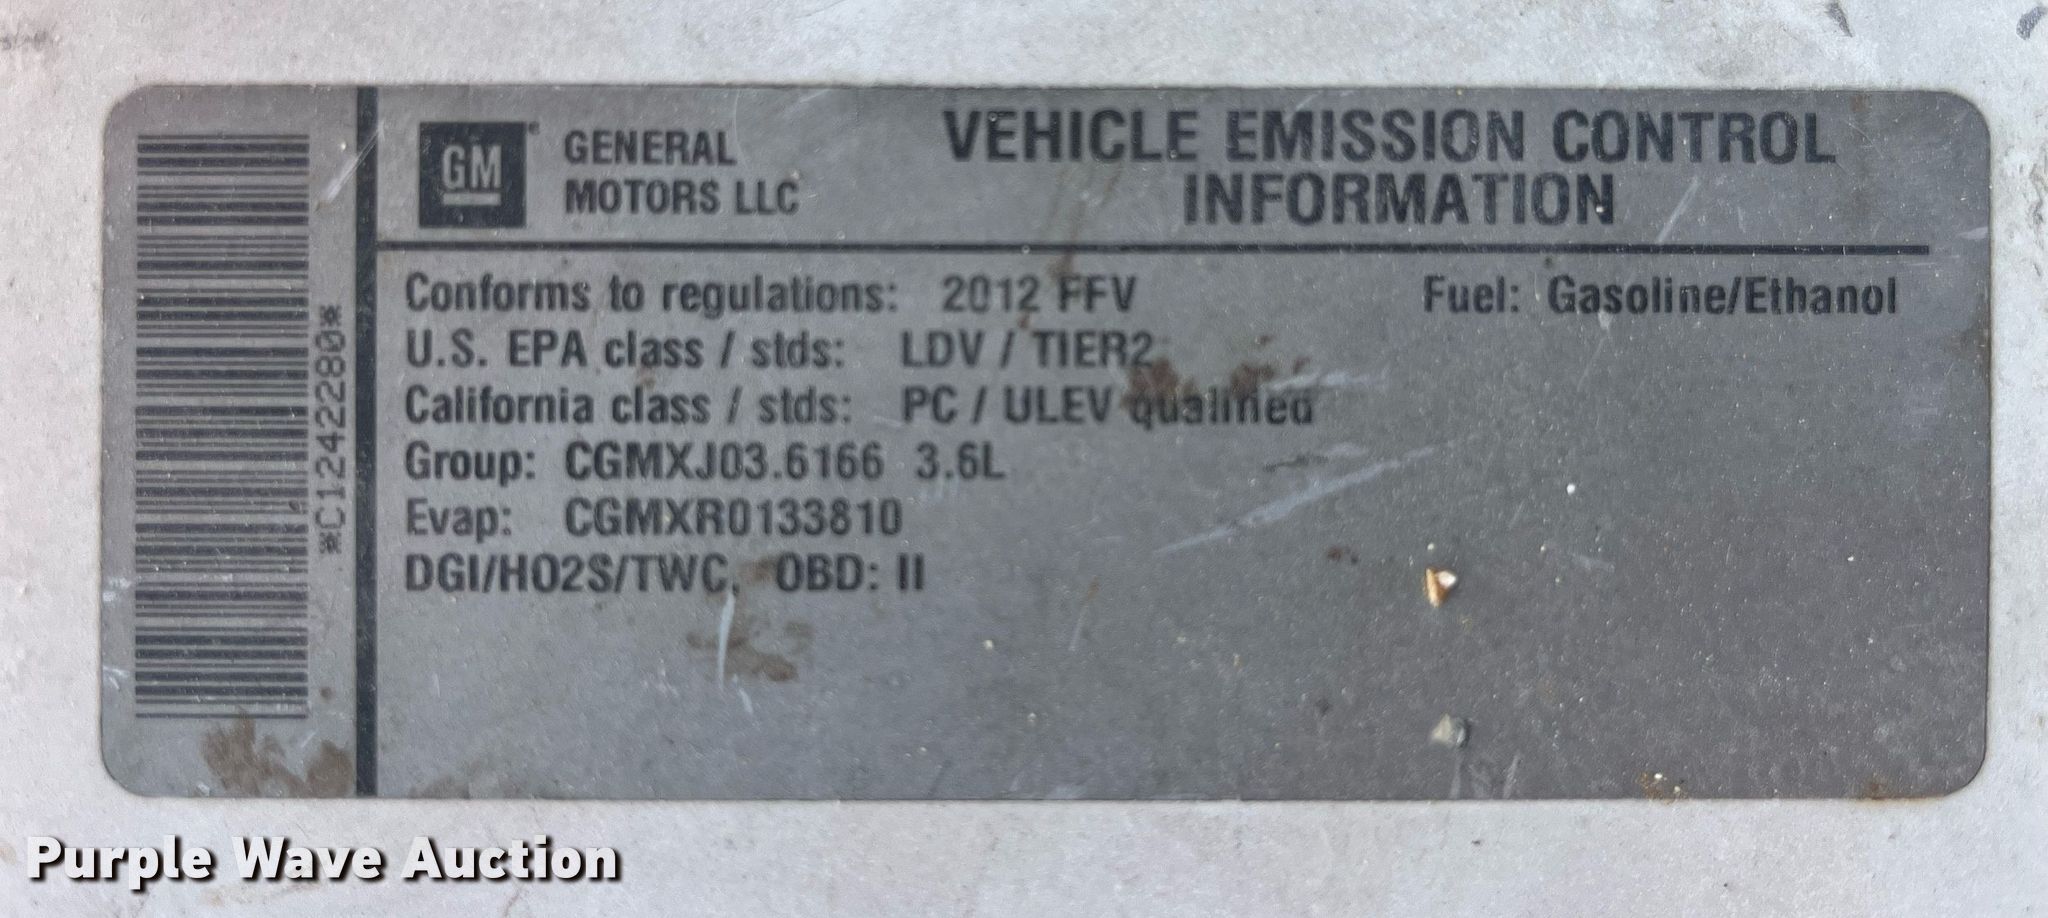 GM
GENERAL
MOTORS LLC
VEHICLE EMISSION CONTROL
INFORMATION
*C12422280*
Conforms to regulations: 2012 FFV Fuel: Gasoline/Ethanol
U.S. EPA class / stds: LDV / TIER2
California class / stds: PC / ULEV qualified
Group: CGMXJ03.6166 3.6L
Evap: CGMXR0133810
DGI/HO2S/TWC, OBD: II
Purple Wave Auction